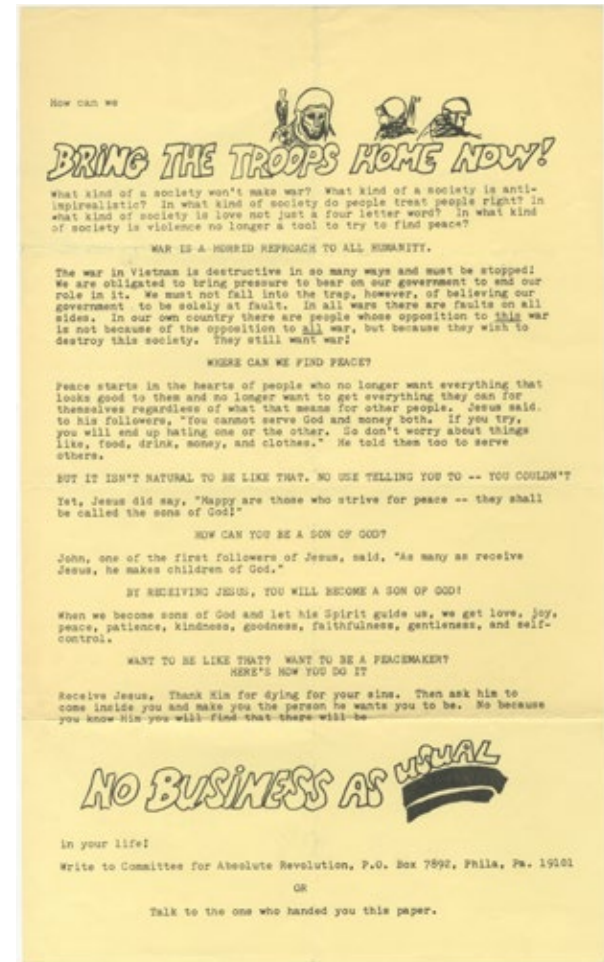 How can we
BRING THE TROOPS HOME NOW!
What kind of a society won't make war? What kind of a society is anti-
impirealistic? In what kind of society do people treat people right? In
what kind of society is love not just a four letter word? In what kind
of society is violence no longer a tool to try to find peace?
WAR IS A HORRID REPROACH TO ALL HUMANITY.
The war in Vietnam is destructive in so many ways and must be stopped!
We are obligated to bring pressure to bear on our government to end our
role in it. We must not fall into the trap, however, of believing our
government to be solely at fault. In all wars there are faults on all
sides. In our own country there are people whose opposition to this war
is not because of the opposition to all war, but because they wish to
destroy this society. They still want war!
WHERE CAN WE FIND PEACE?
Peace starts in the hearts of people who no longer want everything that
looks good to them and no longer want to get everything they can for
themselves regardless of what that means for other people. Jesus said.
to his followers, "You cannot serve God and money both. If you try,
you will end up hating one or the other. So don't worry about things
like, food, drink, money, and clothes." He told them too to serve
others.
BUT IT ISN'T NATURAL TO BE LIKE THAT. NO USE TELLING YOU TO -- YOU COULDN'T
Yet, Jesus did say, "Happy are those who strive for peace -- they shall
be called the sons of God!"
HOW CAN YOU BE A SON OF GOD?
John, one of the first followers of Jesus, said, "As many as receive
Jesus, he makes children of God."
BY RECEIVING JESUS, YOU WILL BECOME A SON OF GOD!
When we become sons of God and let his Spirit guide us, we get love, joy,
peace, patience, kindness, goodness, faithfulness, gentleness, and self-
control.
WANT TO BE LIKE THAT? WANT TO BE A PEACEMAKER?
HERE'S HOW YOU DO IT
Receive Jesus. Thank Him for dying for your sins. Then ask him to
come inside you and make you the person he wants you to be. No because
you know Him you will find that there will be
NO BUSINESS AS USUAL
in your life!
Write to Committee for Absolute Revolution, P.O. Box 7892, Phila, Pa. 19101
OR
Talk to the one who handed you this paper.